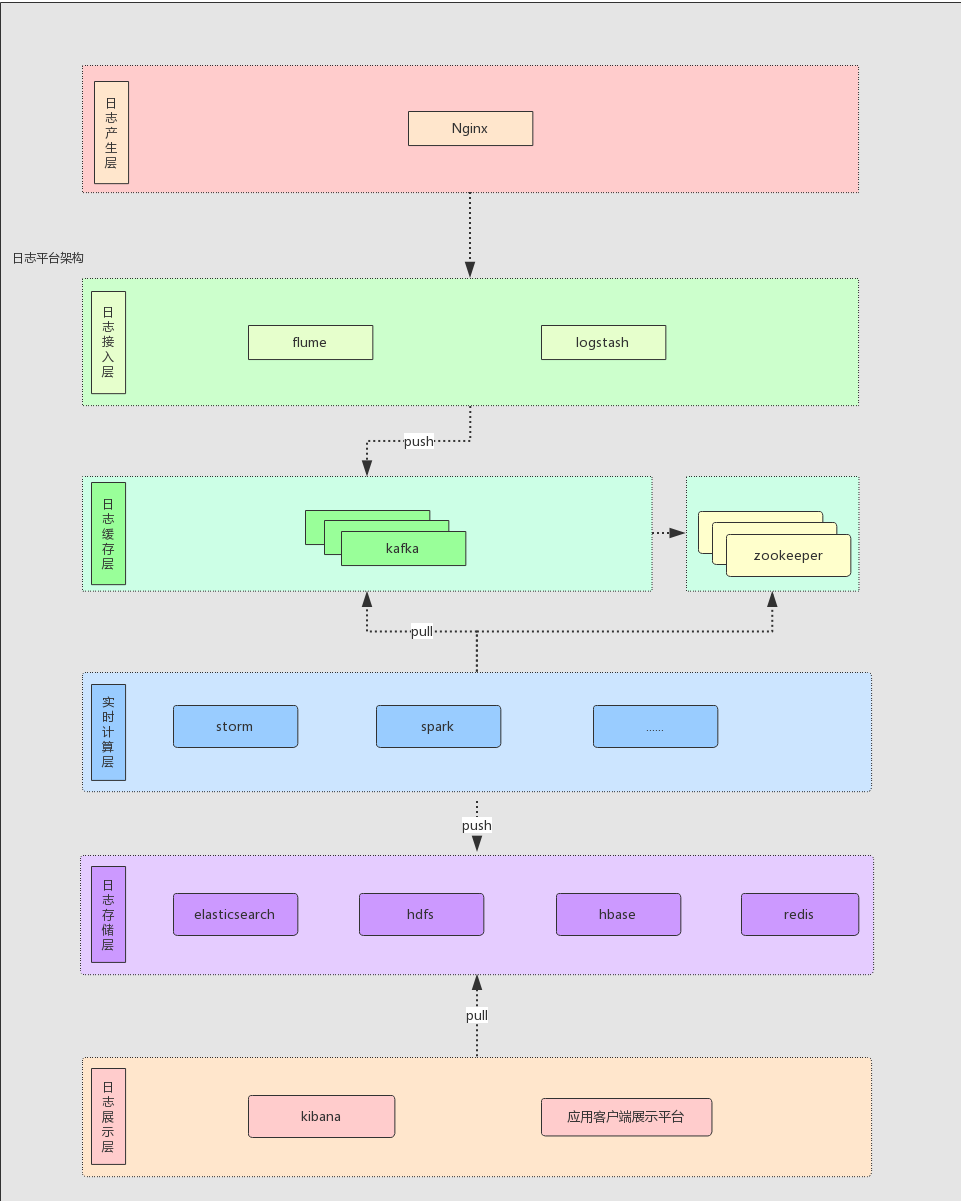 日志产生层
Nginx
日志平台架构
日志接入层
flume
logstash
push
日志缓存层
kafka
zookeeper
pull
实时计算层
storm
spark
......
push
日志存储层
elasticsearch
hdfs
hbase
redis
pull
日志展示层
kibana
应用客户端展示平台